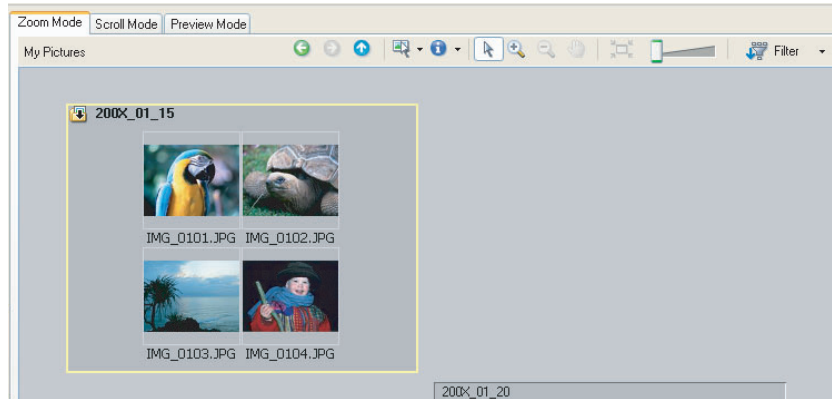 Zoom Mode Scroll Mode Preview Mode
My Pictures Filter
200X_01_15
IMG_0101.JPG IMG_0102.JPG
IMG_0103.JPG IMG_0104.JPG
200X_01_20